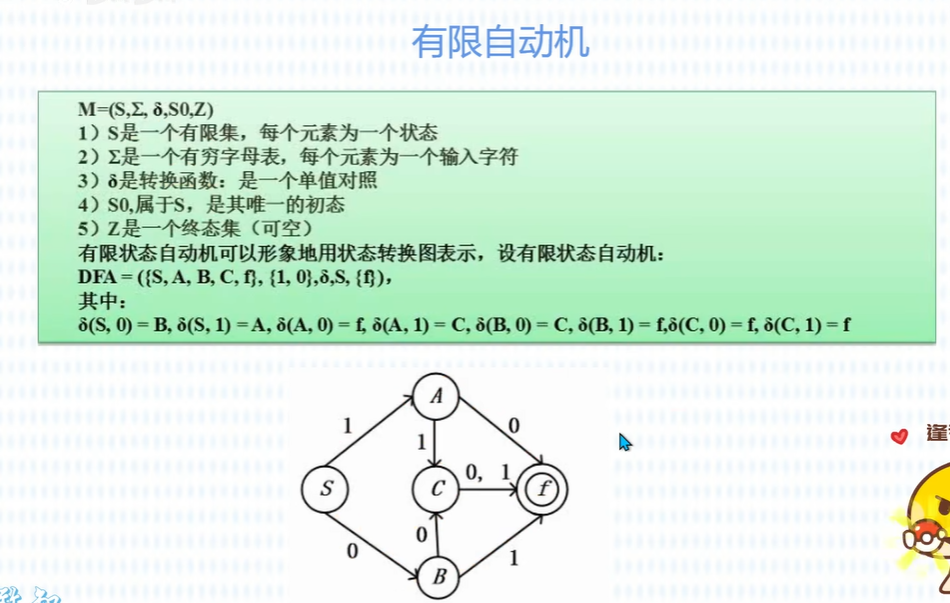 有限自动机
M=(S,Σ, δ,S0,Z)
1）S是一个有限集，每个元素为一个状态
2）Σ是一个有穷字母表，每个元素为一个输入字符
3）δ是转换函数：是一个单值对照
4）S0,属于S，是其唯一的初态
5）Z是一个终态集（可空）
有限状态自动机可以形象地用状态转换图表示，设有限状态自动机：
DFA = ({S, A, B, C, f}, {1, 0},δ,S, {f})，
其中：
δ(S, 0) = B, δ(S, 1) = A, δ(A, 0) = f, δ(A, 1) = C, δ(B, 0) = C, δ(B, 1) = f,δ(C, 0) = f, δ(C, 1) = f
A
1
0
1
S
C
0, 1
f
0
0
1
B
逢